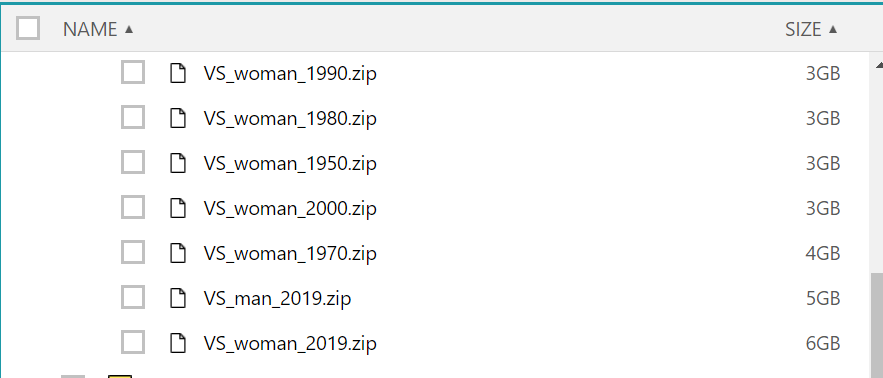 NAME ▲ SIZE ▲
VS_woman_1990.zip 3GB
VS_woman_1980.zip 3GB
VS_woman_1950.zip 3GB
VS_woman_2000.zip 3GB
VS_woman_1970.zip 4GB
VS_man_2019.zip 5GB
VS_woman_2019.zip 6GB